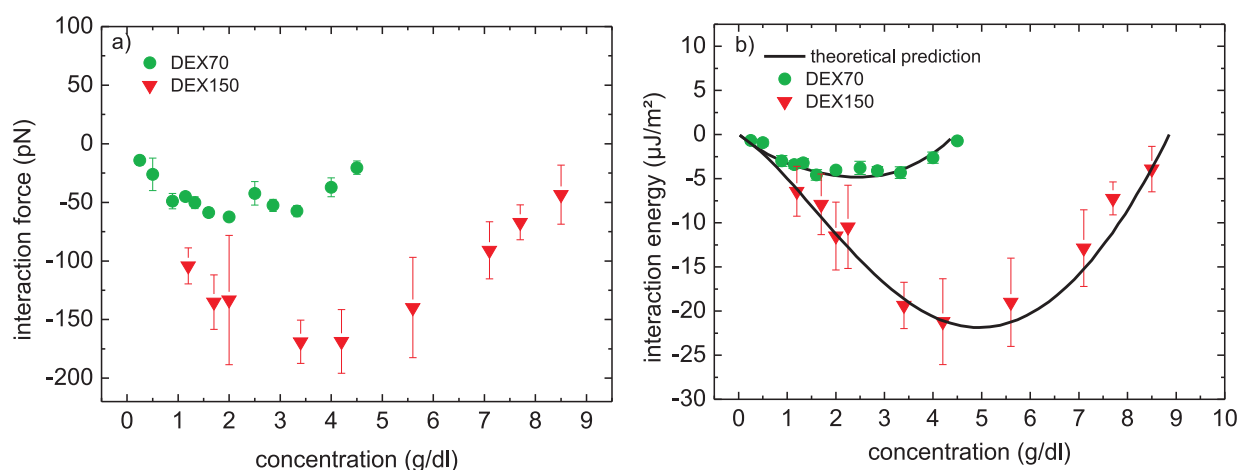 a)
DEX70
DEX150
interaction force (pN)
100
50
0
-50
-100
-150
-200
0 1 2 3 4 5 6 7 8 9
concentration (g/dl)
b)
theoretical prediction
DEX70
DEX150
interaction energy (µJ/m²)
10
5
0
-5
-10
-15
-20
-25
-30
0 1 2 3 4 5 6 7 8 9 10
concentration (g/dl)